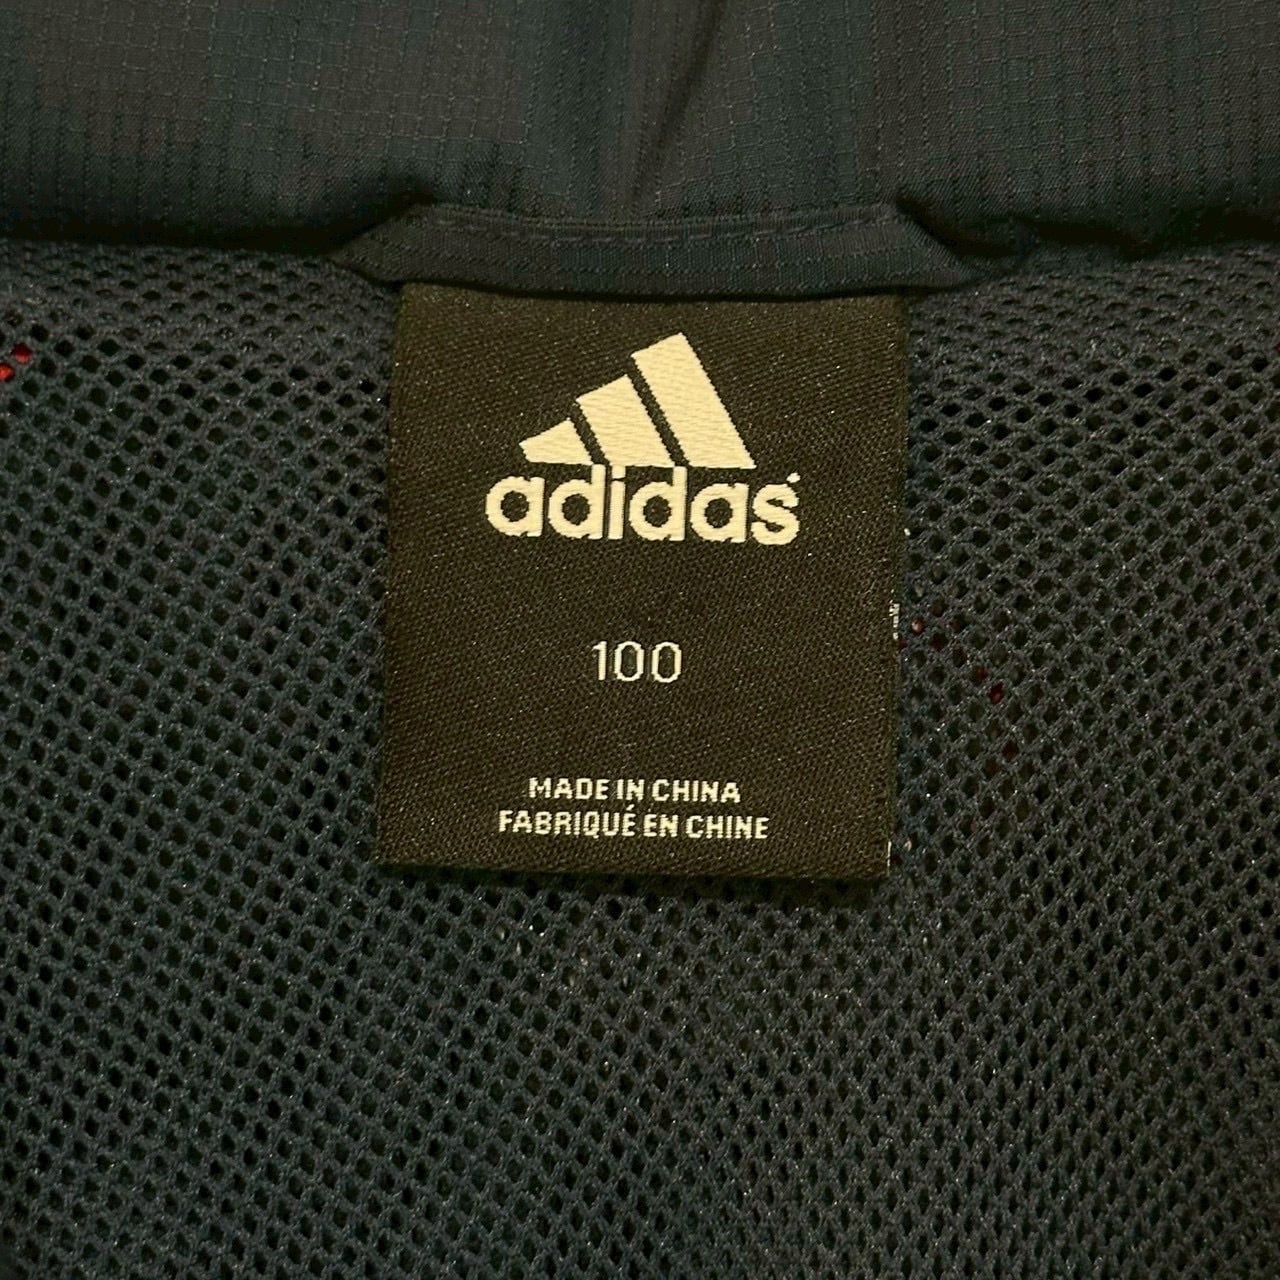 adidas
100
MADE IN CHINA
FABRIQUÉ EN CHINE